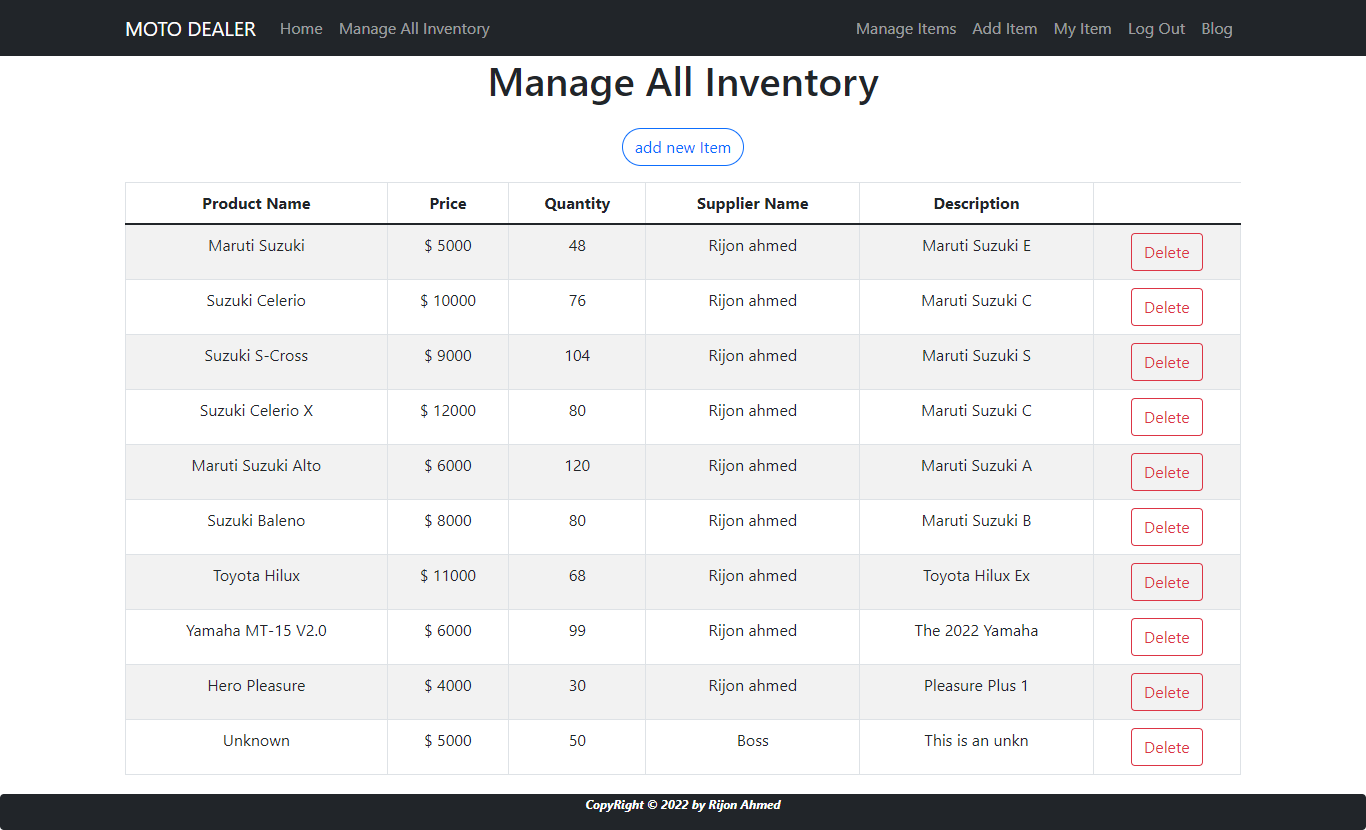 MOTO DEALER Home Manage All Inventory Manage Items Add Item My Item Log Out Blog
Manage All Inventory
add new Item
Product Name Price Quantity Supplier Name Description
Maruti Suzuki $ 5000 48 Rijon ahmed Maruti Suzuki E Delete
Suzuki Celerio $ 10000 76 Rijon ahmed Maruti Suzuki C Delete
Suzuki S-Cross $ 9000 104 Rijon ahmed Maruti Suzuki S Delete
Suzuki Celerio X $ 12000 80 Rijon ahmed Maruti Suzuki C Delete
Maruti Suzuki Alto $ 6000 120 Rijon ahmed Maruti Suzuki A Delete
Suzuki Baleno $ 8000 80 Rijon ahmed Maruti Suzuki B Delete
Toyota Hilux $ 11000 68 Rijon ahmed Toyota Hilux Ex Delete
Yamaha MT-15 V2.0 $ 6000 99 Rijon ahmed The 2022 Yamaha Delete
Hero Pleasure $ 4000 30 Rijon ahmed Pleasure Plus 1 Delete
Unknown $ 5000 50 Boss This is an unkn Delete
CopyRight © 2022 by Rijon Ahmed